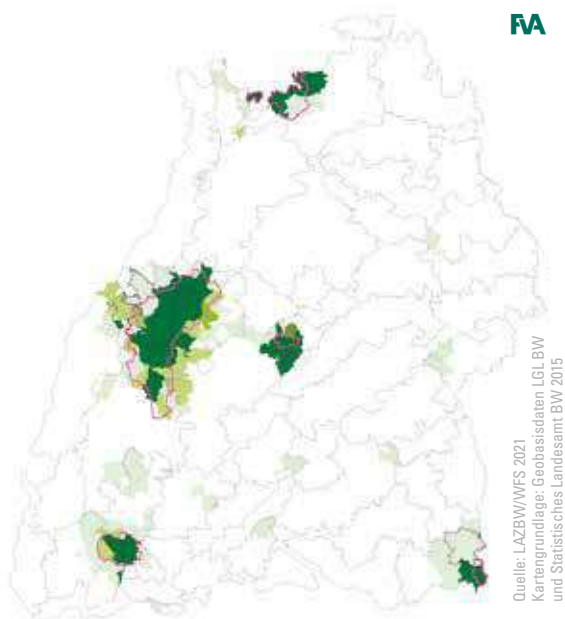 FVA
Quelle: LAZBW/WFS 2021
Kartengrundlage: Geobasisdaten LGL BW
und Statistisches Landesamt BW 2015